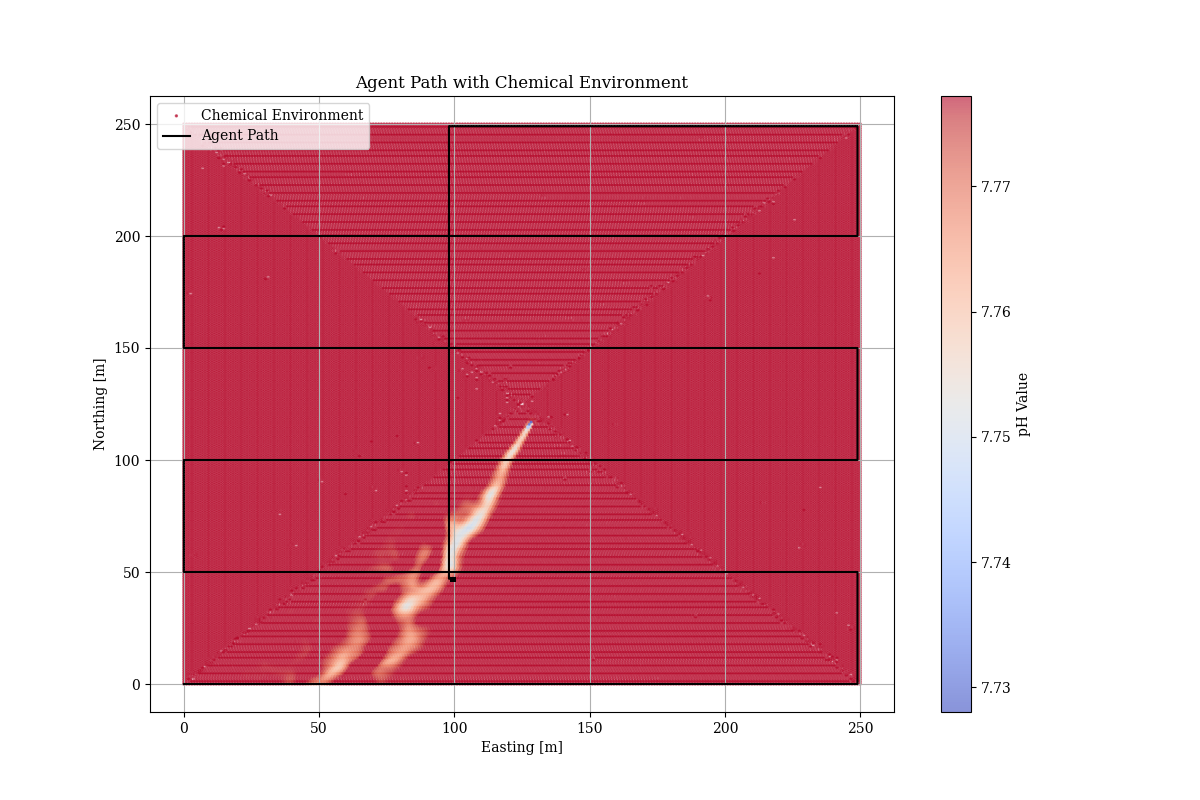 Agent Path with Chemical Environment
Chemical Environment
Agent Path
250
200
150
100
50
0
Northing [m]
0
50
100
150
200
250
Easting [m]
7.77
7.76
7.75
7.74
7.73
pH Value